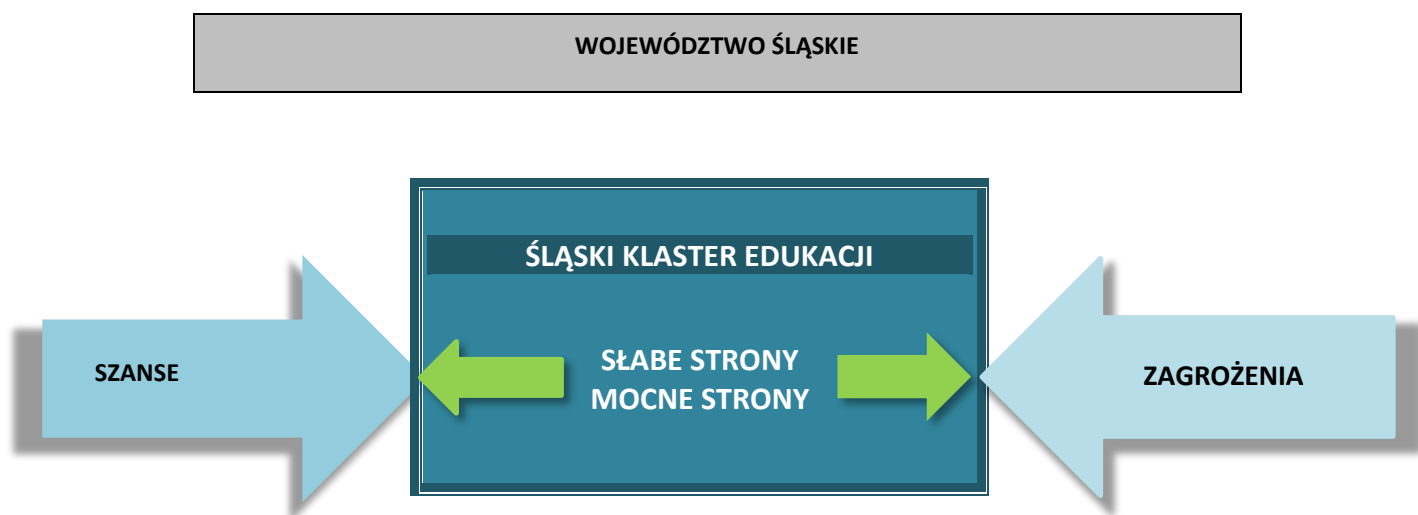 WOJEWÓDZTWO ŚLĄSKIE
ŚLĄSKI KLASTER EDUKACJI
SZANSE
SŁABE STRONY
MOCNE STRONY
ZAGROŻENIA